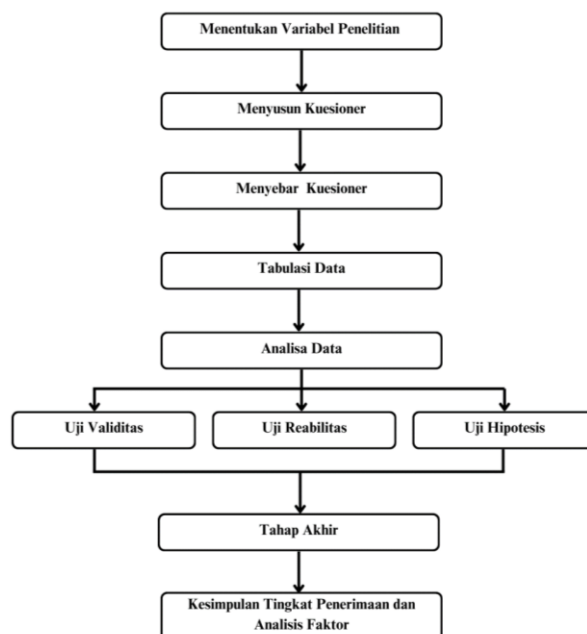 Menentukan Variabel Penelitian
Menyusun Kuesioner
Menyebar Kuesioner
Tabulasi Data
Analisa Data
Uji Validitas
Uji Reabilitas
Uji Hipotesis
Tahap Akhir
Kesimpulan Tingkat Penerimaan dan
Analisis Faktor